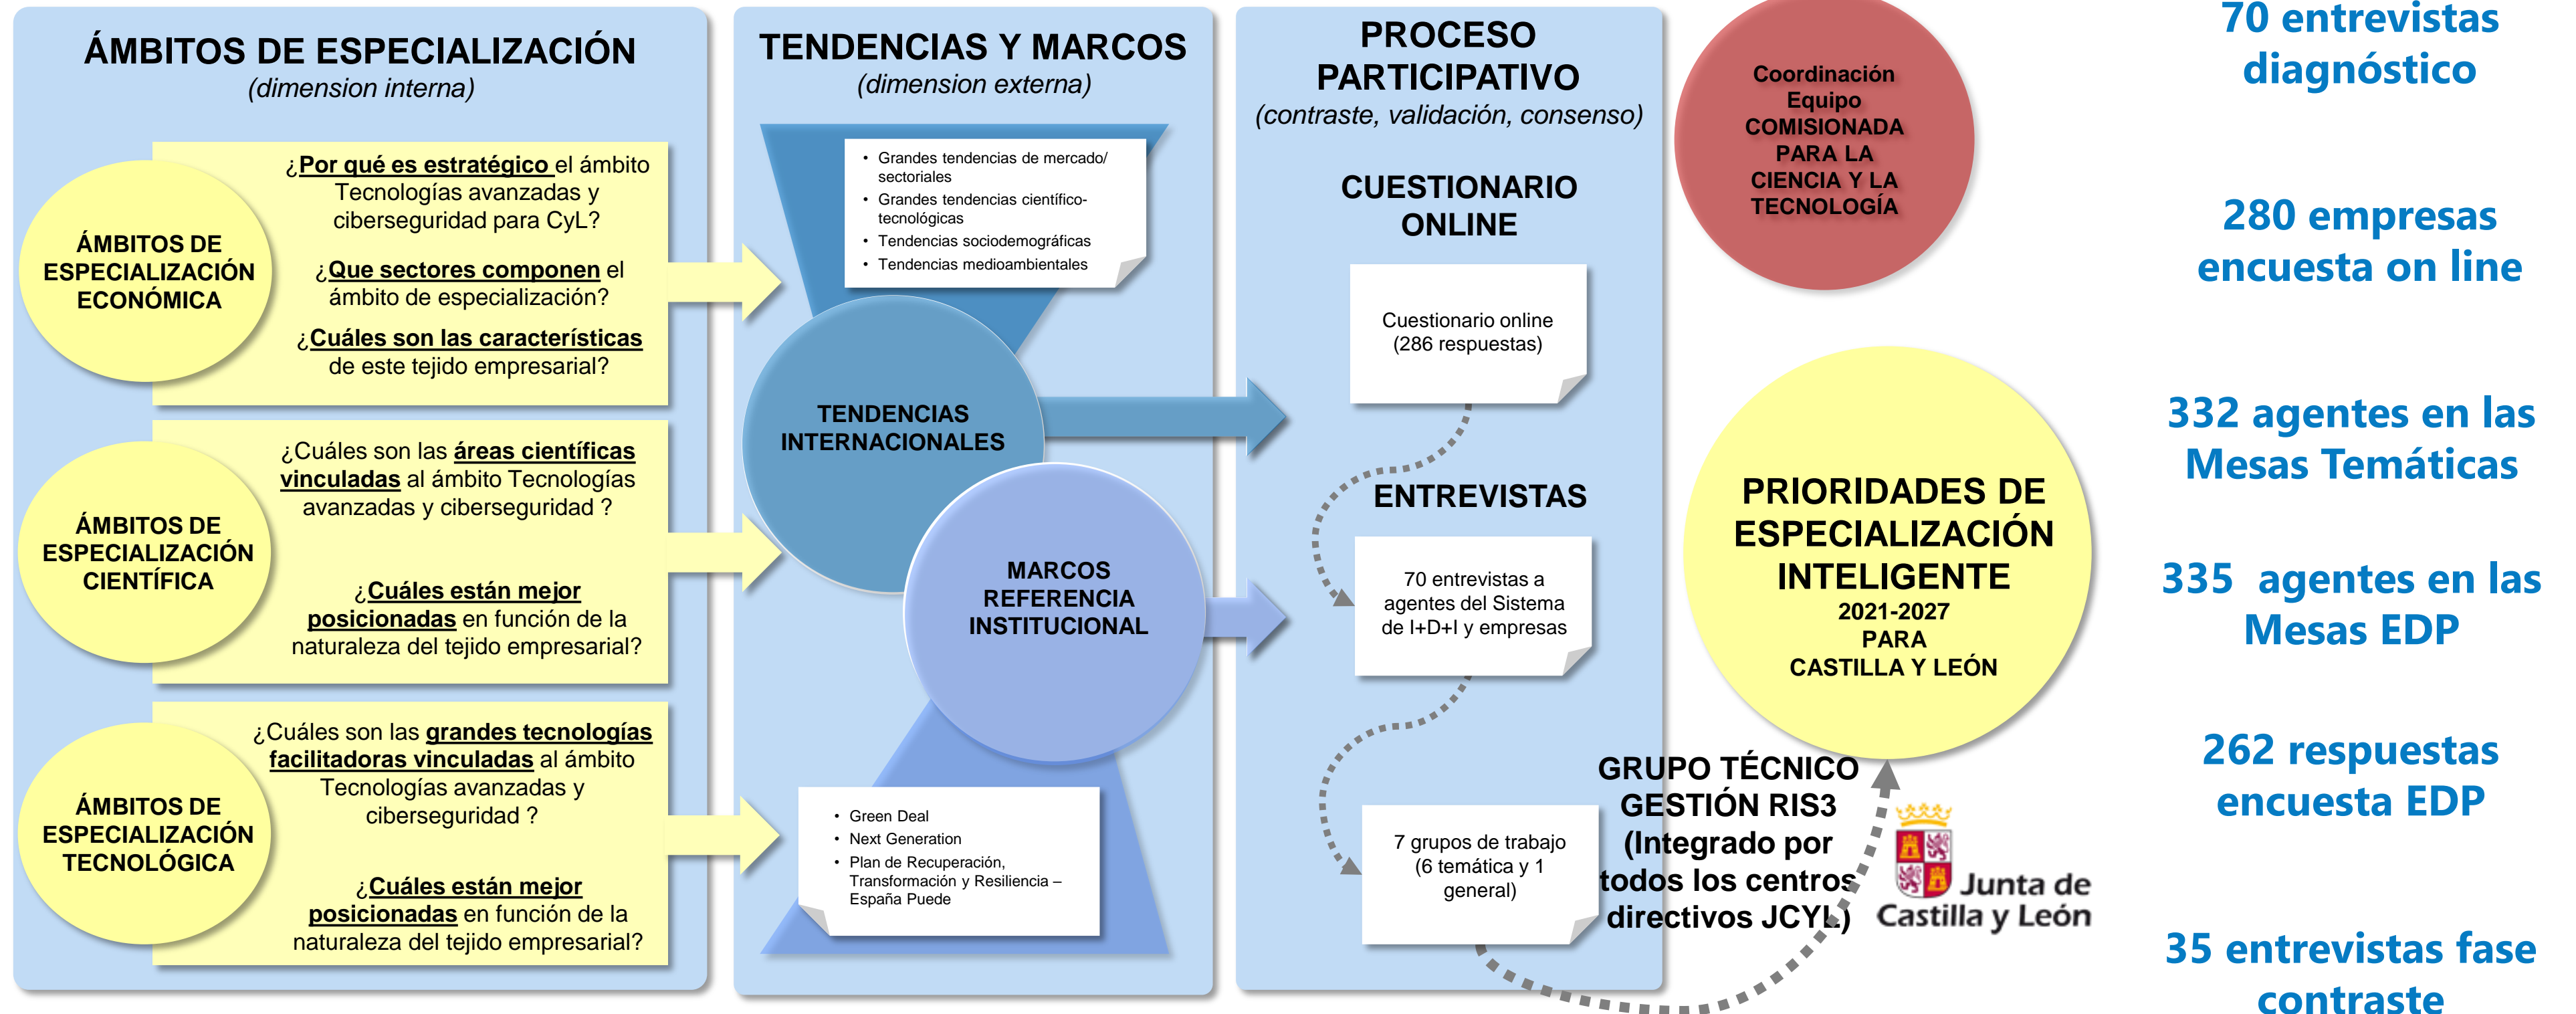 ÁMBITOS DE ESPECIALIZACIÓN
(dimension interna)
ÁMBITOS DE
ESPECIALIZACIÓN
ECONÓMICA
¿Por qué es estratégico el ámbito
Tecnologías avanzadas y
ciberseguridad para CyL?
¿Que sectores componen el
ámbito de especialización?
¿Cuáles son las características
de este tejido empresarial?
ÁMBITOS DE
ESPECIALIZACIÓN
CIENTÍFICA
¿Cuáles son las áreas científicas
vinculadas al ámbito Tecnologías
avanzadas y ciberseguridad ?
¿Cuáles están mejor
posicionadas en función de la
naturaleza del tejido empresarial?
ÁMBITOS DE
ESPECIALIZACIÓN
TECNOLÓGICA
¿Cuáles son las grandes tecnologías
facilitadoras vinculadas al ámbito
Tecnologías avanzadas y
ciberseguridad ?
¿Cuáles están mejor
posicionadas en función de la
naturaleza del tejido empresarial?
TENDENCIAS Y MARCOS
(dimension externa)
• Grandes tendencias de mercado/
sectoriales
• Grandes tendencias científico-
tecnológicas
• Tendencias sociodemográficas
• Tendencias medioambientales
TENDENCIAS
INTERNACIONALES
MARCOS
REFERENCIA
INSTITUCIONAL
• Green Deal
• Next Generation
• Plan de Recuperación,
Transformación y Resiliencia –
España Puede
PROCESO
PARTICIPATIVO
(contraste, validación, consenso)
CUESTIONARIO
ONLINE
Cuestionario online
(286 respuestas)
ENTREVISTAS
70 entrevistas a
agentes del Sistema
de I+D+I y empresas
7 grupos de trabajo
(6 temática y 1
general)
GRUPO TÉCNICO
GESTIÓN RIS3
(Integrado por
todos los centros
directivos JCYL)
Coordinación
Equipo
COMISIONADA
PARA LA
CIENCIA Y LA
TECNOLOGÍA
PRIORIDADES DE
ESPECIALIZACIÓN
INTELIGENTE
2021-2027
PARA
CASTILLA Y LEÓN
Junta de
Castilla y León
70 entrevistas
diagnóstico
280 empresas
encuesta on line
332 agentes en las
Mesas Temáticas
335 agentes en las
Mesas EDP
262 respuestas
encuesta EDP
35 entrevistas fase
contraste